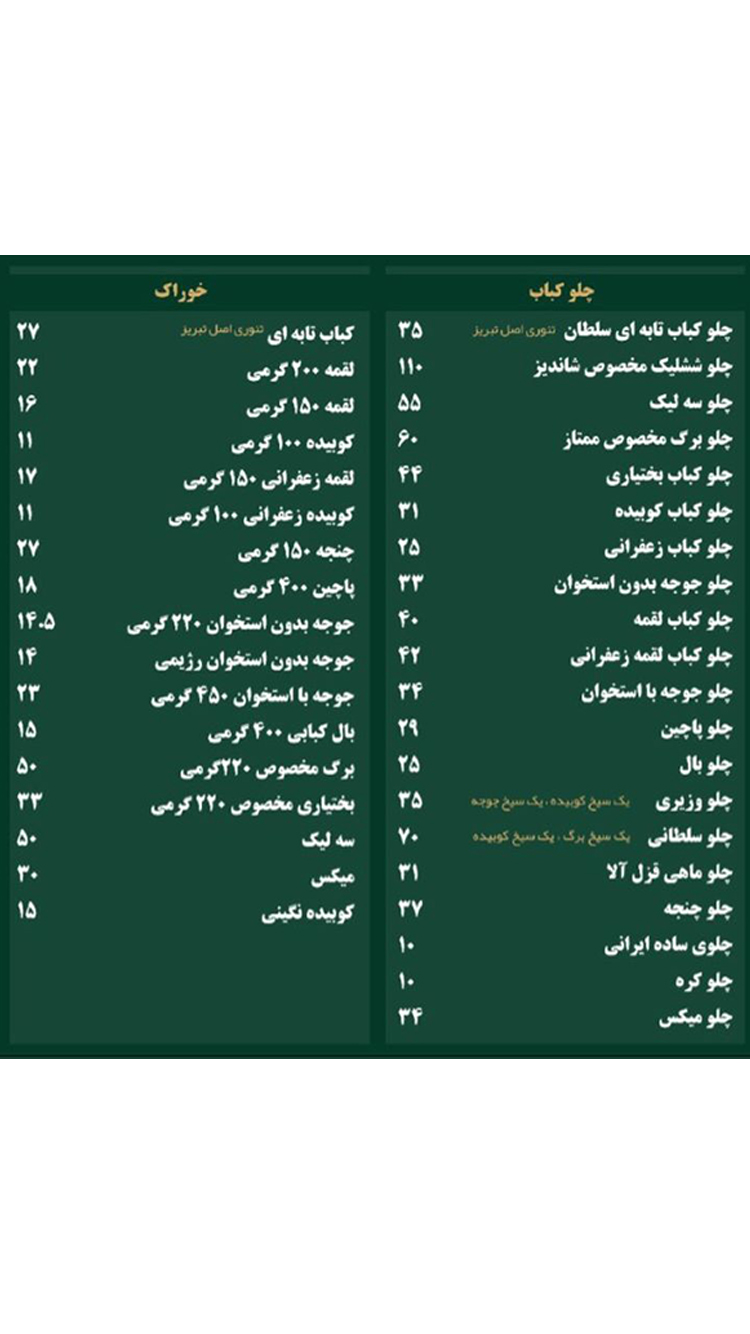 چلو کباب
چلو کباب تابه ای سلطان تنوری اصل تبریز ۳۵
چلو ششلیک مخصوص شاندیز ۱۱۰
چلو سه لیک ۵۵
چلو برگ مخصوص ممتاز ۶۰
چلو کباب بختیاری ۴۴
چلو کباب کوبیده ۳۱
چلو کباب زعفرانی ۲۵
چلو جوجه بدون استخوان ۳۳
چلو کباب لقمه ۴۰
چلو کباب لقمه زعفرانی ۴۲
چلو جوجه با استخوان ۳۴
چلو پاچین ۲۹
چلو بال ۲۵
چلو وزیری یک سیخ کوبیده ، یک سیخ جوجه ۳۵
چلو سلطانی یک سیخ برگ ، یک سیخ کوبیده ۷۰
چلو ماهی قزل آلا ۳۱
چلو چنجه ۳۷
چلوی ساده ایرانی ۱۰
چلو کره ۱۰
چلو میکس ۳۴
خوراک
کباب تابه ای تنوری اصل تبریز ۲۷
لقمه ۲۰۰ گرمی ۲۲
لقمه ۱۵۰ گرمی ۱۶
کوبیده ۱۰۰ گرمی ۱۱
لقمه زعفرانی ۱۵۰ گرمی ۱۷
کوبیده زعفرانی ۱۰۰ گرمی ۱۱
چنجه ۱۵۰ گرمی ۲۷
پاچین ۴۰۰ گرمی ۱۸
جوجه بدون استخوان ۲۲۰ گرمی ۱۴.۵
جوجه بدون استخوان رژیمی ۱۴
جوجه با استخوان ۴۵۰ گرمی ۲۳
بال کبابی ۴۰۰ گرمی ۱۵
برگ مخصوص ۲۲۰گرمی ۵۰
بختیاری مخصوص ۲۲۰ گرمی ۳۳
سه لیک ۵۰
میکس ۳۰
کوبیده نگینی ۱۵